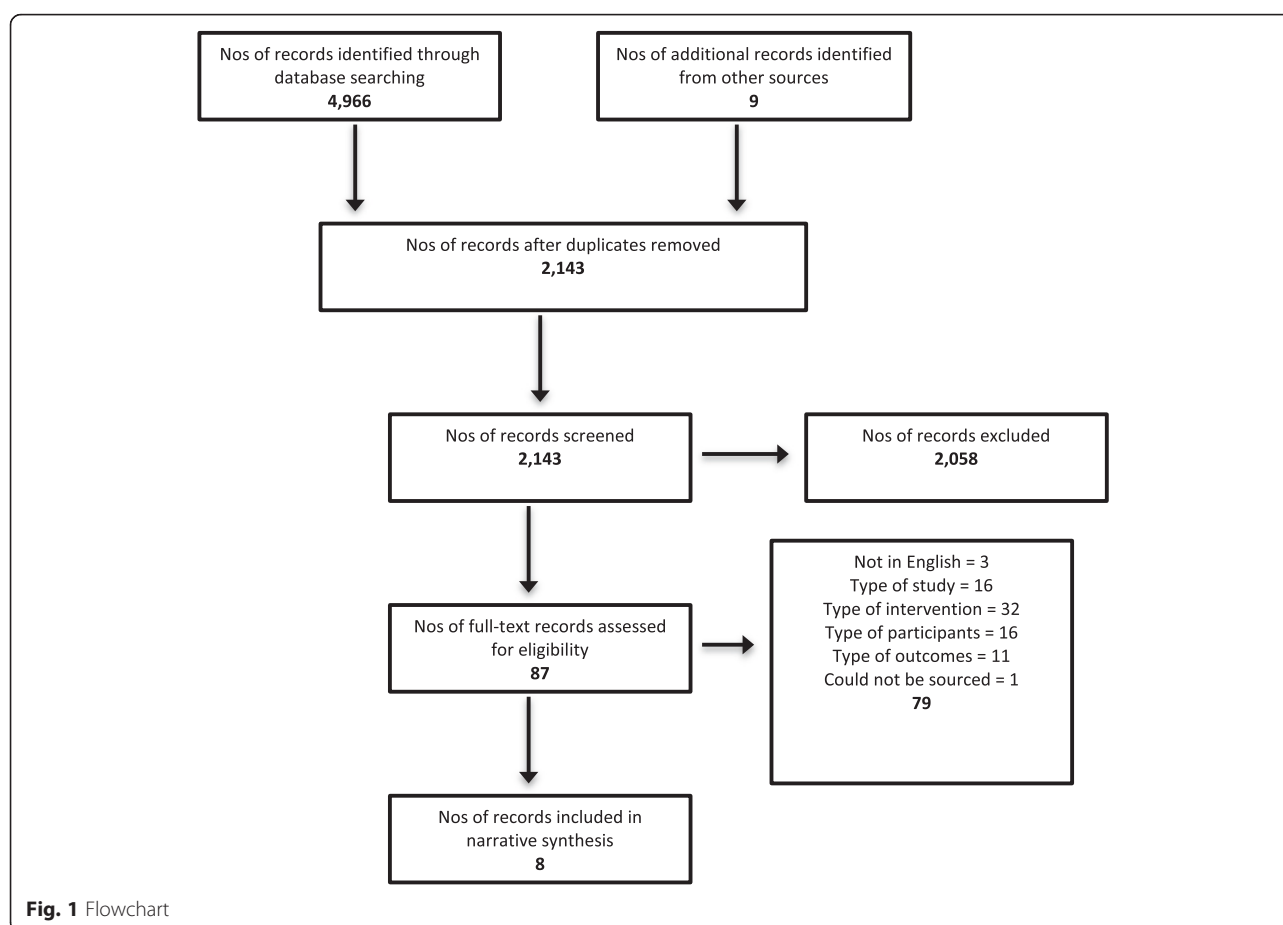 Nos of records identified through
database searching
4,966
Nos of additional records identified
from other sources
9
Nos of records after duplicates removed
2,143
Nos of records screened
2,143
Nos of records excluded
2,058
Nos of full-text records assessed
for eligibility
87
Not in English = 3
Type of study = 16
Type of intervention = 32
Type of participants = 16
Type of outcomes = 11
Could not be sourced = 1
79
Nos of records included in
narrative synthesis
8
Fig. 1 Flowchart